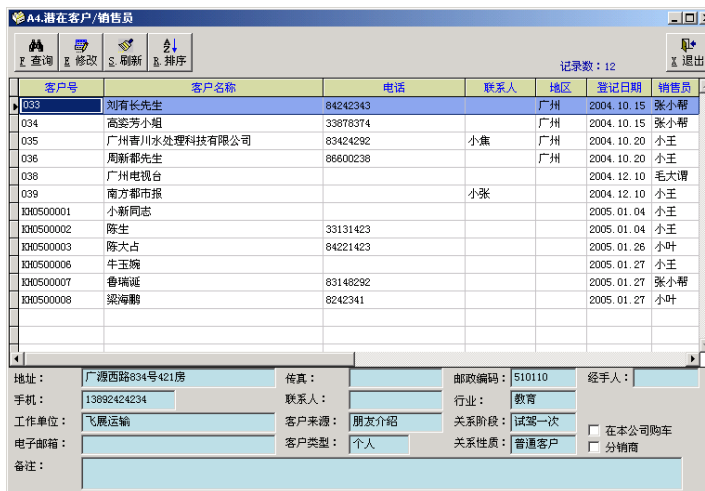 A4.潜在客户/销售员
F 查询 E 修改 S 刷新 B 排序 记录数：12 X 退出
客户号 客户名称 电话 联系人 地区 登记日期 销售员
033 刘有长先生 84242343 广州 2004.10.15 张小帮
034 高姿芳小姐 33878374 广州 2004.10.15 张小帮
035 广州香川水处理科技有限公司 83424292 小焦 广州 2004.10.20 小王
036 周新都先生 86600238 广州 2004.10.20 小王
038 广州电视台 2004.12.10 毛大谓
039 南方都市报 小张 2004.12.10 小王
KH0500001 小新同志 2005.01.04 小王
KH0500002 陈生 33131423 2005.01.04 小王
KH0500003 陈大占 84221423 2005.01.26 小叶
KH0500006 牛玉婉 2005.01.27 小王
KH0500007 鲁瑞诞 83148292 2005.01.27 张小帮
KH0500008 梁海鹏 8242341 2005.01.27 小叶
地址： 广源西路834号421房 传真： 邮政编码： 510110 经手人：
手机： 13892424234 联系人： 行业： 教育
工作单位： 飞展运输 客户来源： 朋友介绍 关系阶段： 试驾一次 在本公司购车
电子邮箱： 客户类型： 个人 关系性质： 普通客户 分销商
备注：